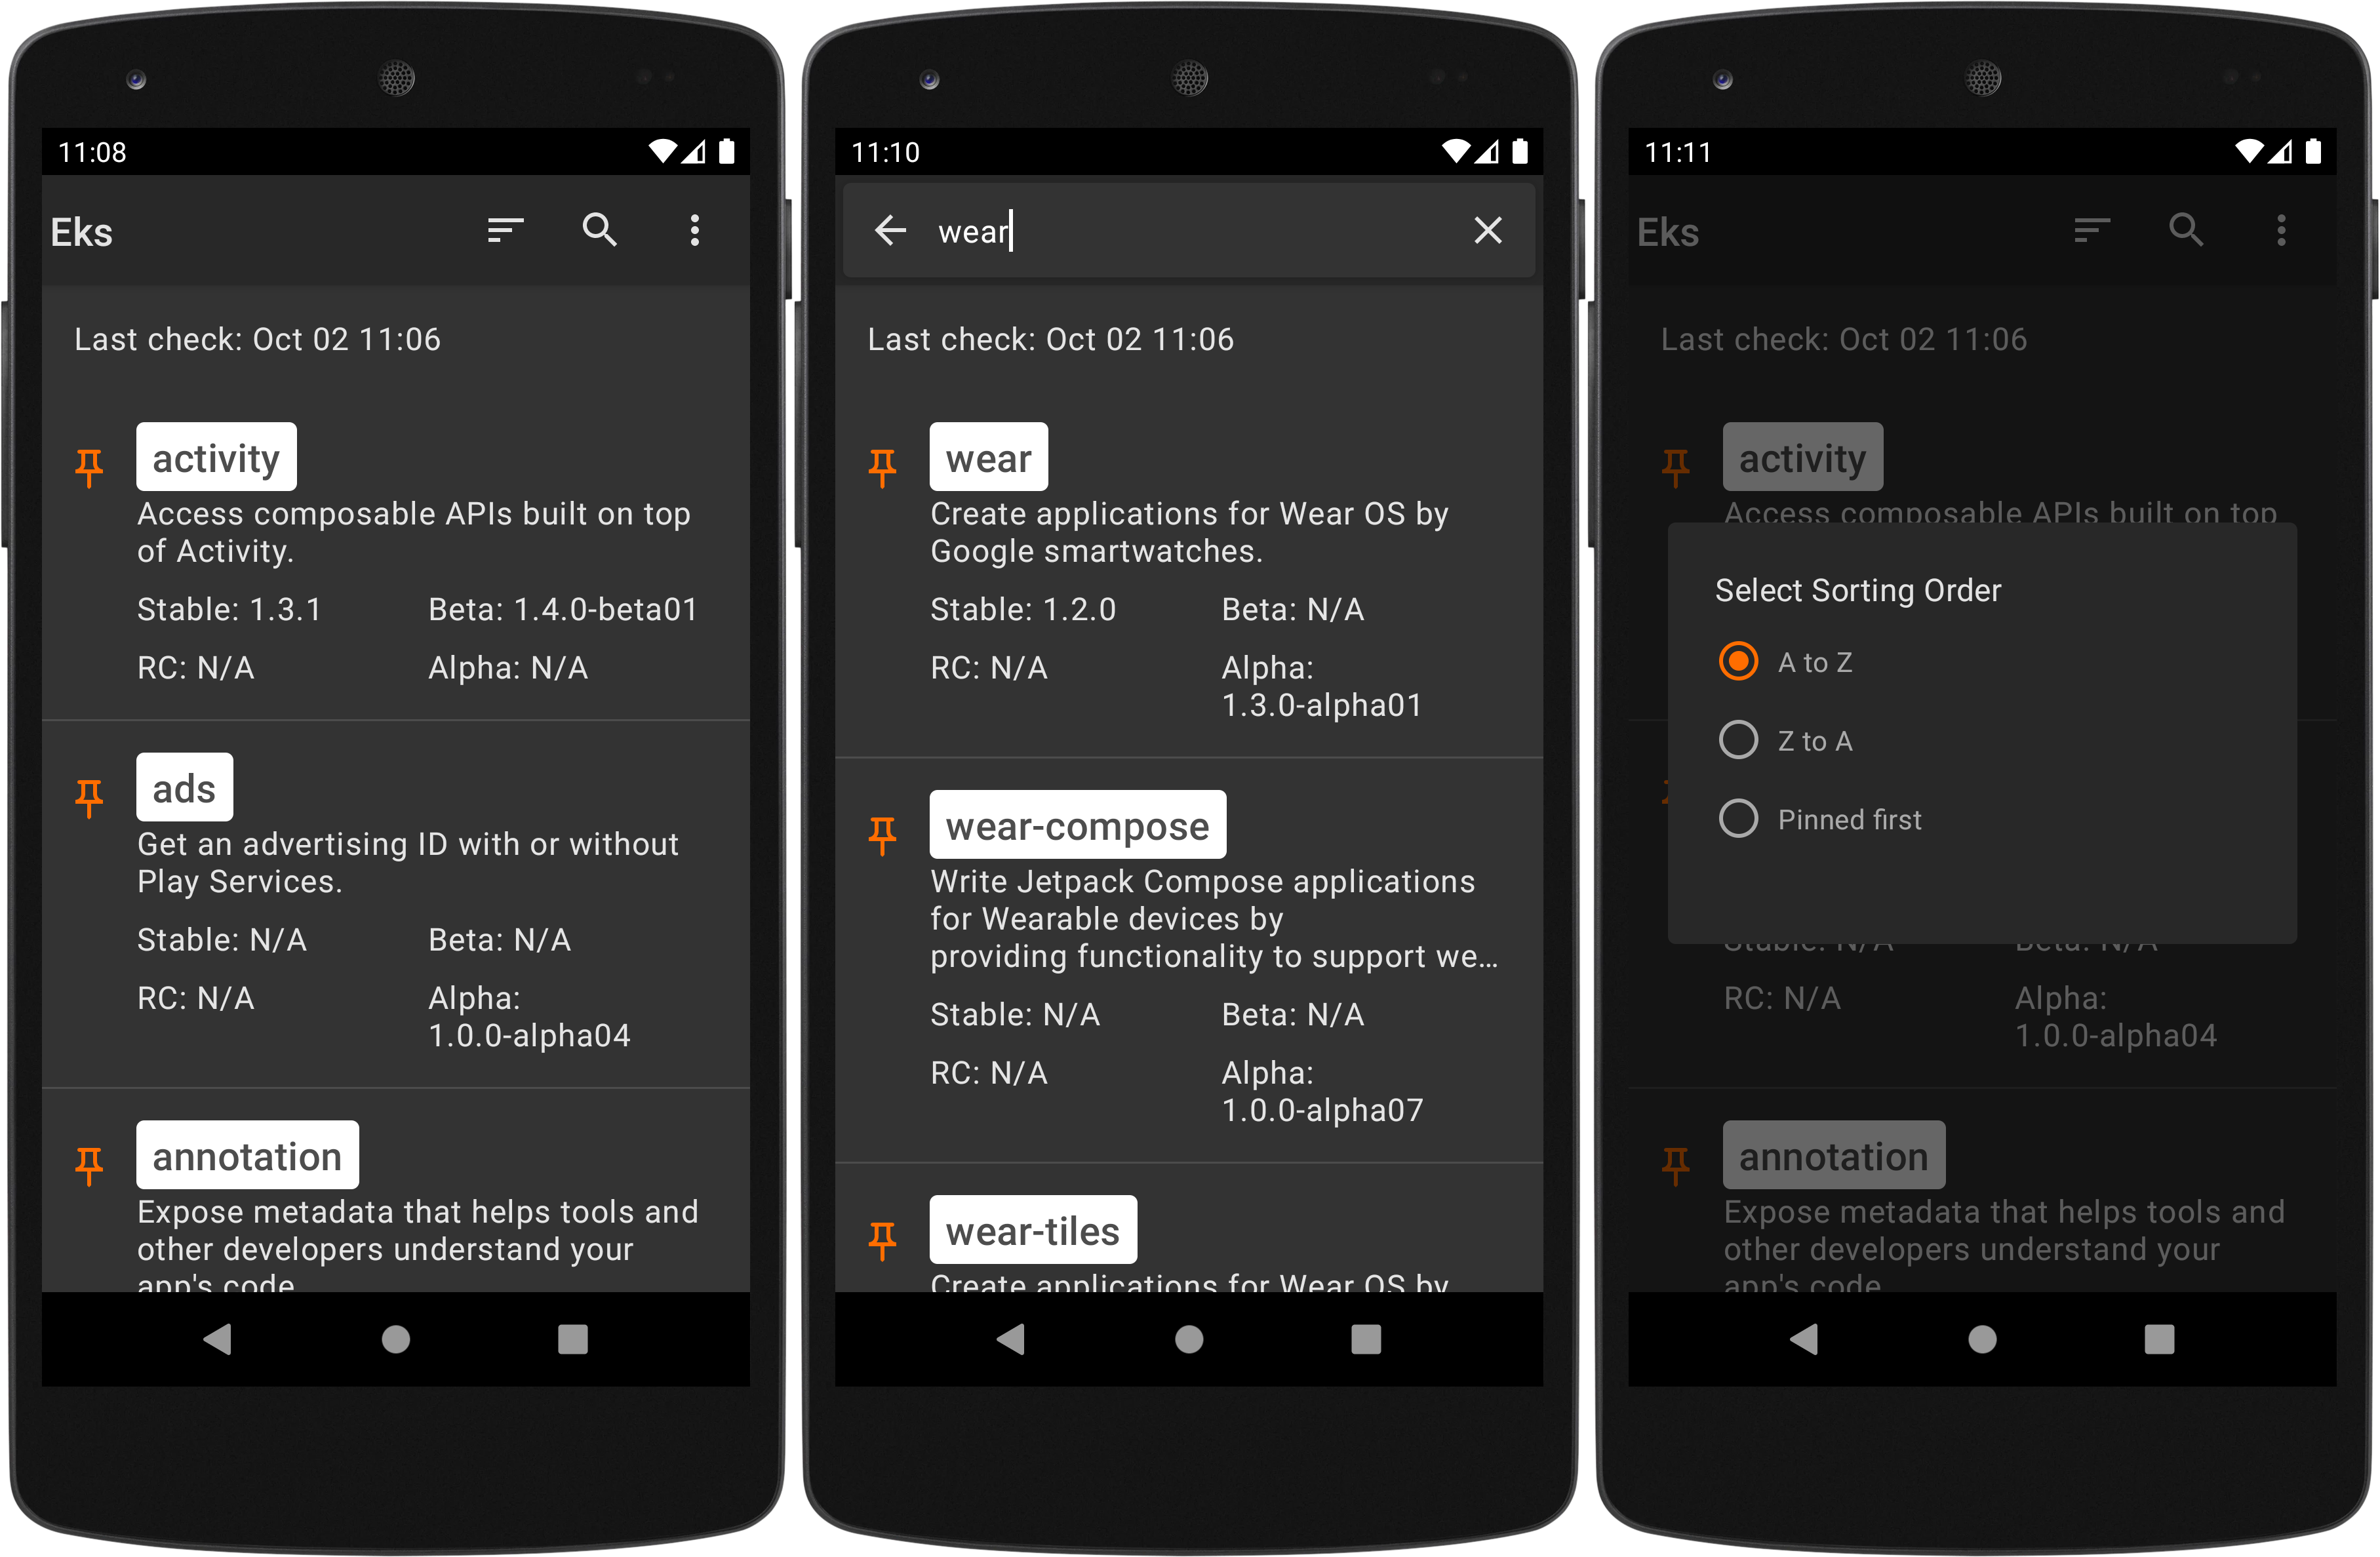 11:08
Eks
Last check: Oct 02 11:06
activity
Access composable APIs built on top
of Activity.
Stable: 1.3.1
Beta: 1.4.0-beta01
RC: N/A
Alpha: N/A
ads
Get an advertising ID with or without
Play Services.
Stable: N/A
Beta: N/A
RC: N/A
Alpha:
1.0.0-alpha04
annotation
Expose metadata that helps tools and
other developers understand your
app's code
11:10
wear
Last check: Oct 02 11:06
wear
Create applications for Wear OS by
Google smartwatches.
Stable: 1.2.0
Beta: N/A
RC: N/A
Alpha:
1.3.0-alpha01
wear-compose
Write Jetpack Compose applications
for Wearable devices by
providing functionality to support we...
Stable: N/A
Beta: N/A
RC: N/A
Alpha:
1.0.0-alpha07
wear-tiles
Create applications for Wear OS by
11:11
Eks
Last check: Oct 02 11:06
activity
Access composable APIs built on top
Select Sorting Order
A to Z
Z to A
Pinned first
Stable: N/A
Beta: N/A
RC: N/A
Alpha:
1.0.0-alpha04
annotation
Expose metadata that helps tools and
other developers understand your
app's code